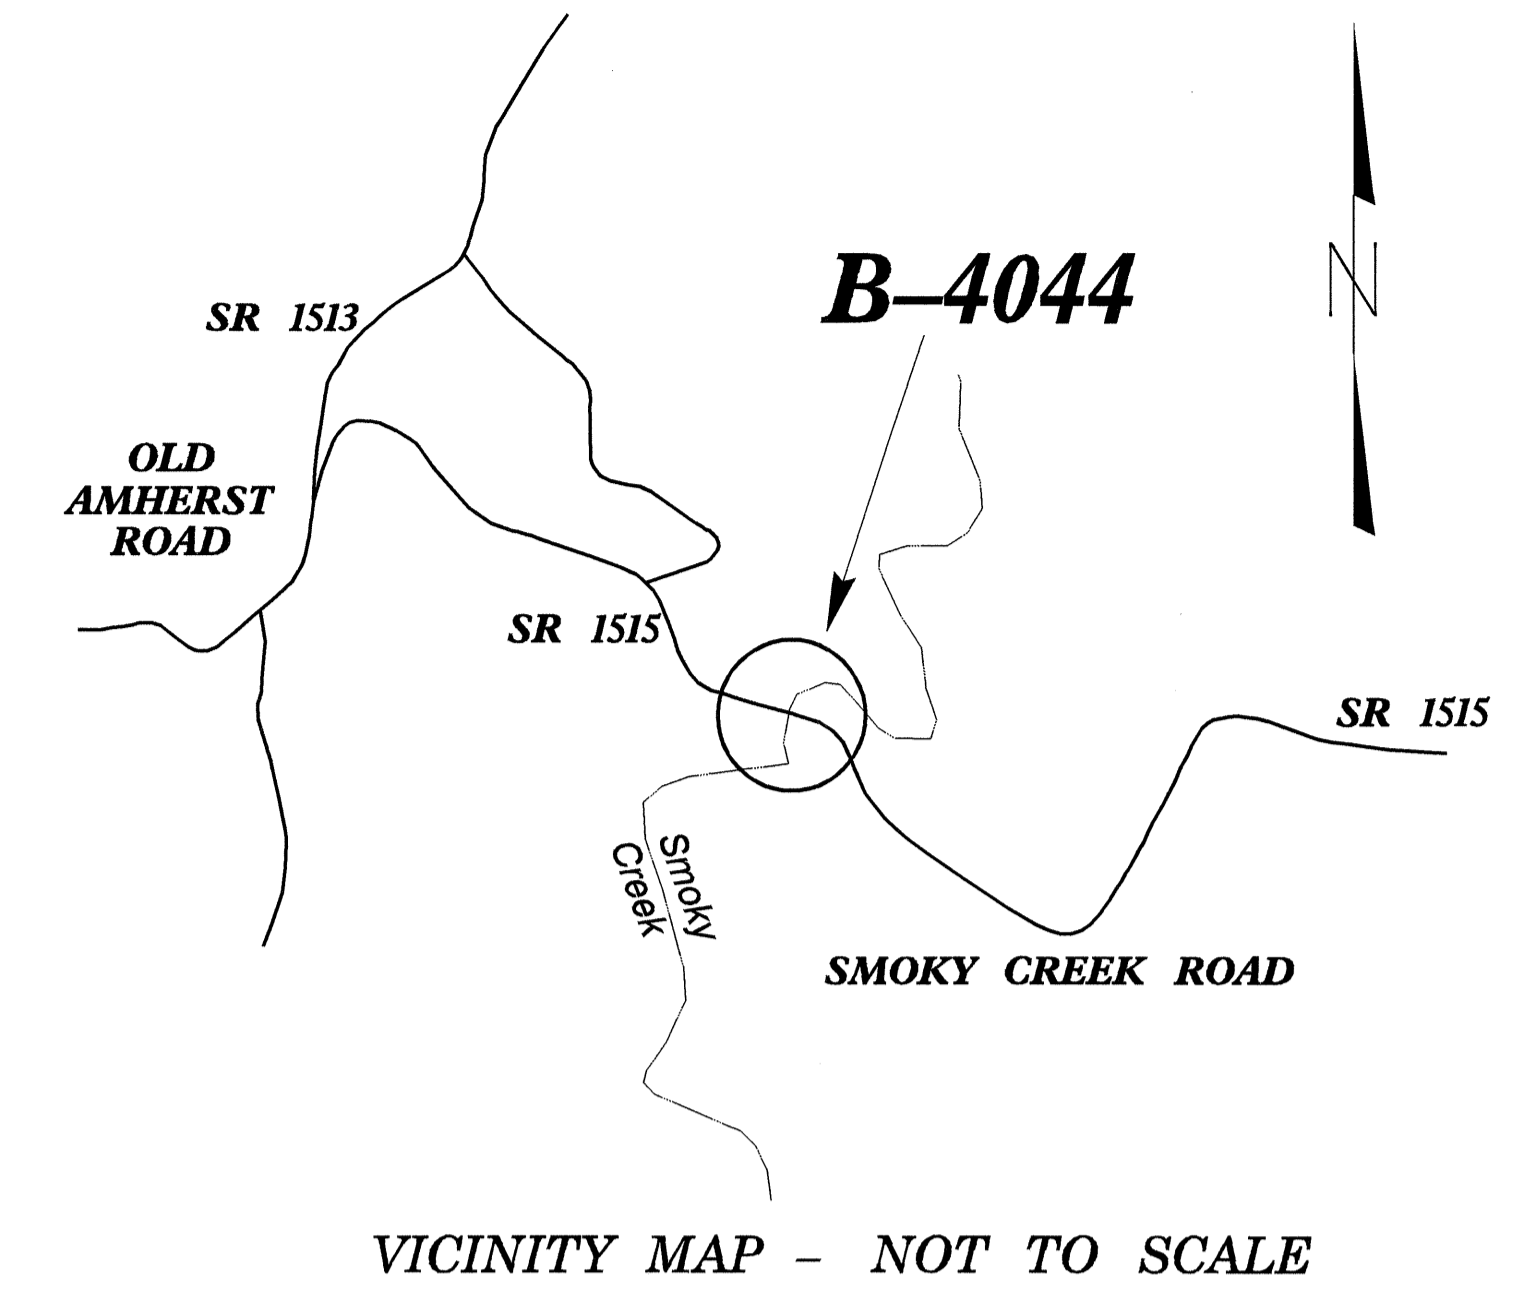 B–4044
N
SR 1513
OLD
AMHERST
ROAD
SR 1515
SR 1515
Smoky
Creek
SMOKY CREEK ROAD
VICINITY MAP – NOT TO SCALE